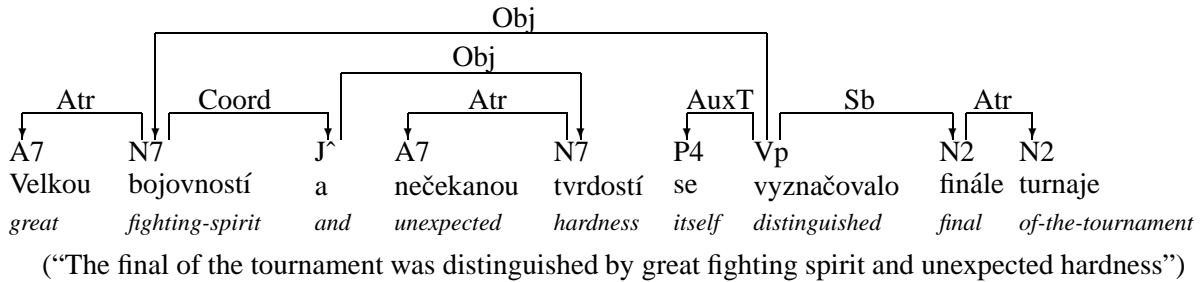 Obj
Obj
Atr Coord Atr AuxT Sb Atr
A7 N7 Jˆ A7 N7 P4 Vp N2 N2
Velkou bojovností a nečekanou tvrdostí se vyznačovalo finále turnaje
great fighting-spirit and unexpected hardness itself distinguished final of-the-tournament
(“The final of the tournament was distinguished by great fighting spirit and unexpected hardness”)